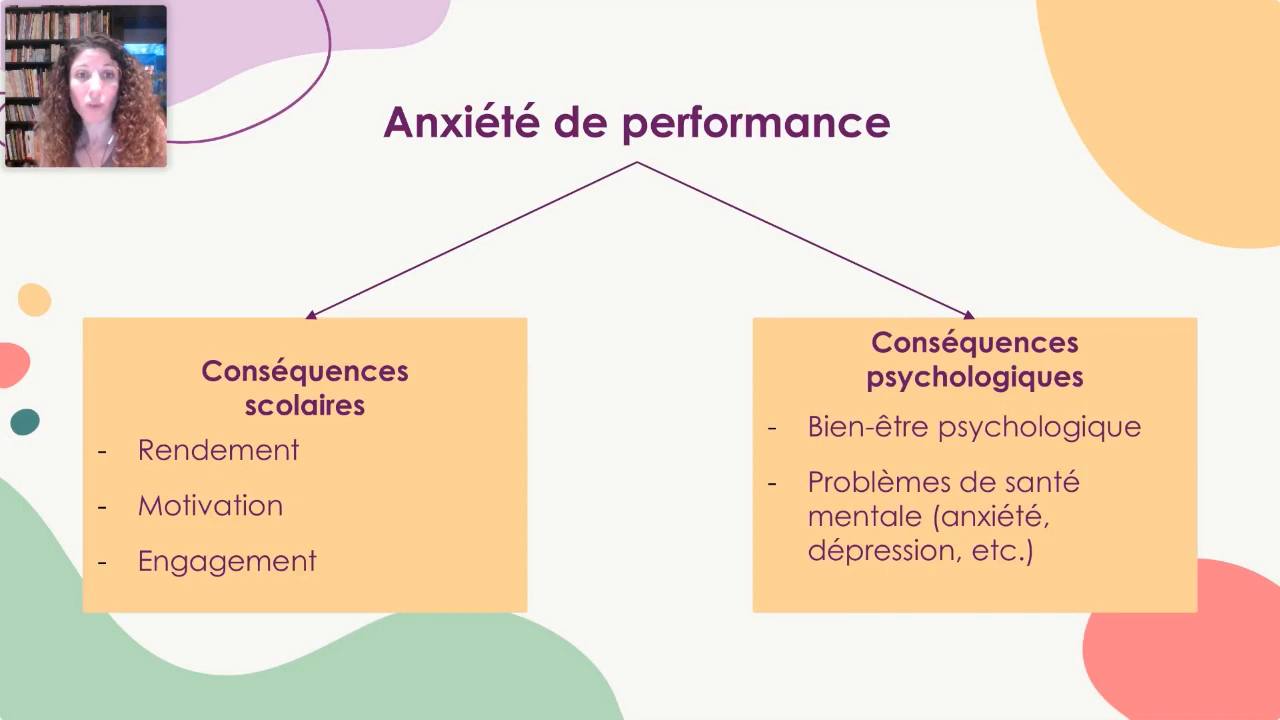 Anxiété de performance
Conséquences
scolaires
- Rendement
- Motivation
- Engagement
Conséquences
psychologiques
- Bien-être psychologique
- Problèmes de santé
mentale (anxiété,
dépression, etc.)